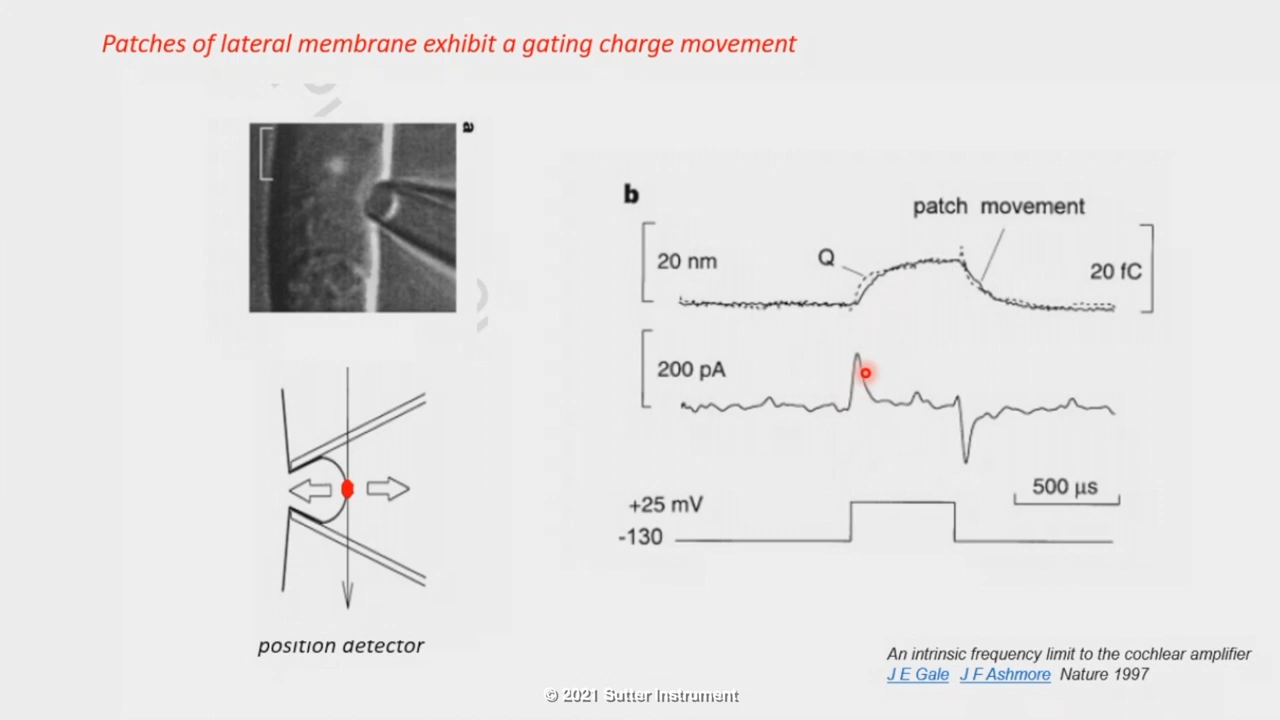 Patches of lateral membrane exhibit a gating charge movement
a
b
patch movement
20 nm
Q
20 fC
200 pA
500 µs
+25 mV
-130
position detector
An intrinsic frequency limit to the cochlear amplifier
J E Gale J F Ashmore Nature 1997
© 2021 Sutter Instrument